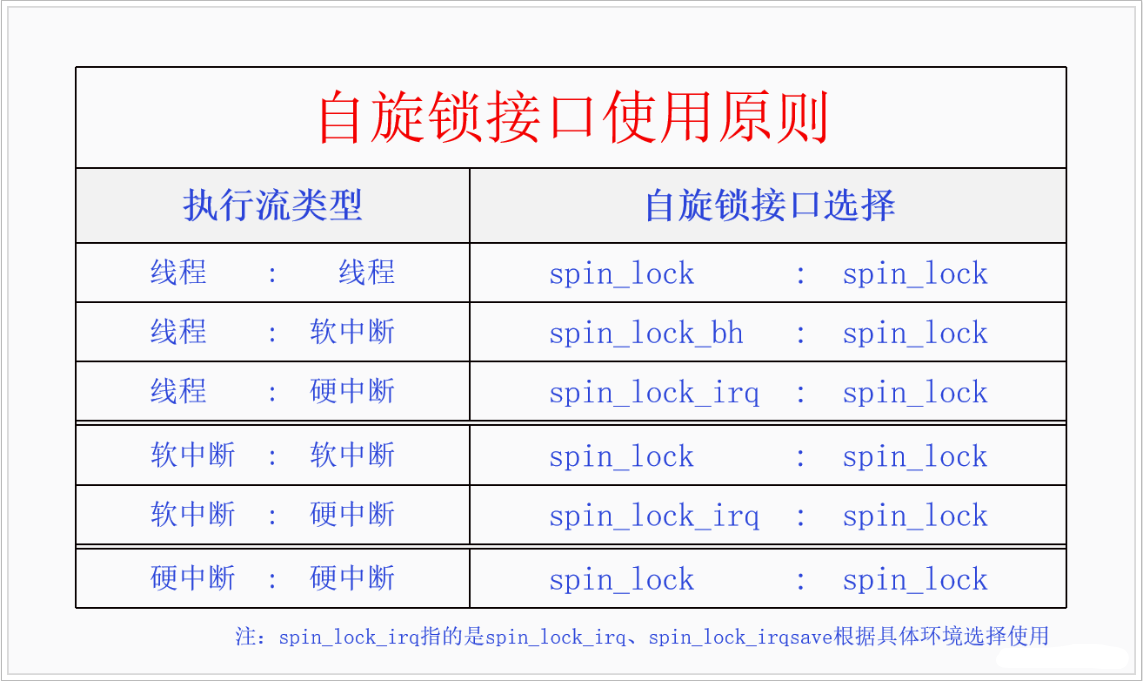 自旋锁接口使用原则
执行流类型 自旋锁接口选择
线程 : 线程 spin_lock : spin_lock
线程 : 软中断 spin_lock_bh : spin_lock
线程 : 硬中断 spin_lock_irq : spin_lock
软中断 : 软中断 spin_lock : spin_lock
软中断 : 硬中断 spin_lock_irq : spin_lock
硬中断 : 硬中断 spin_lock : spin_lock
注：spin_lock_irq指的是spin_lock_irq、spin_lock_irqsave根据具体环境选择使用